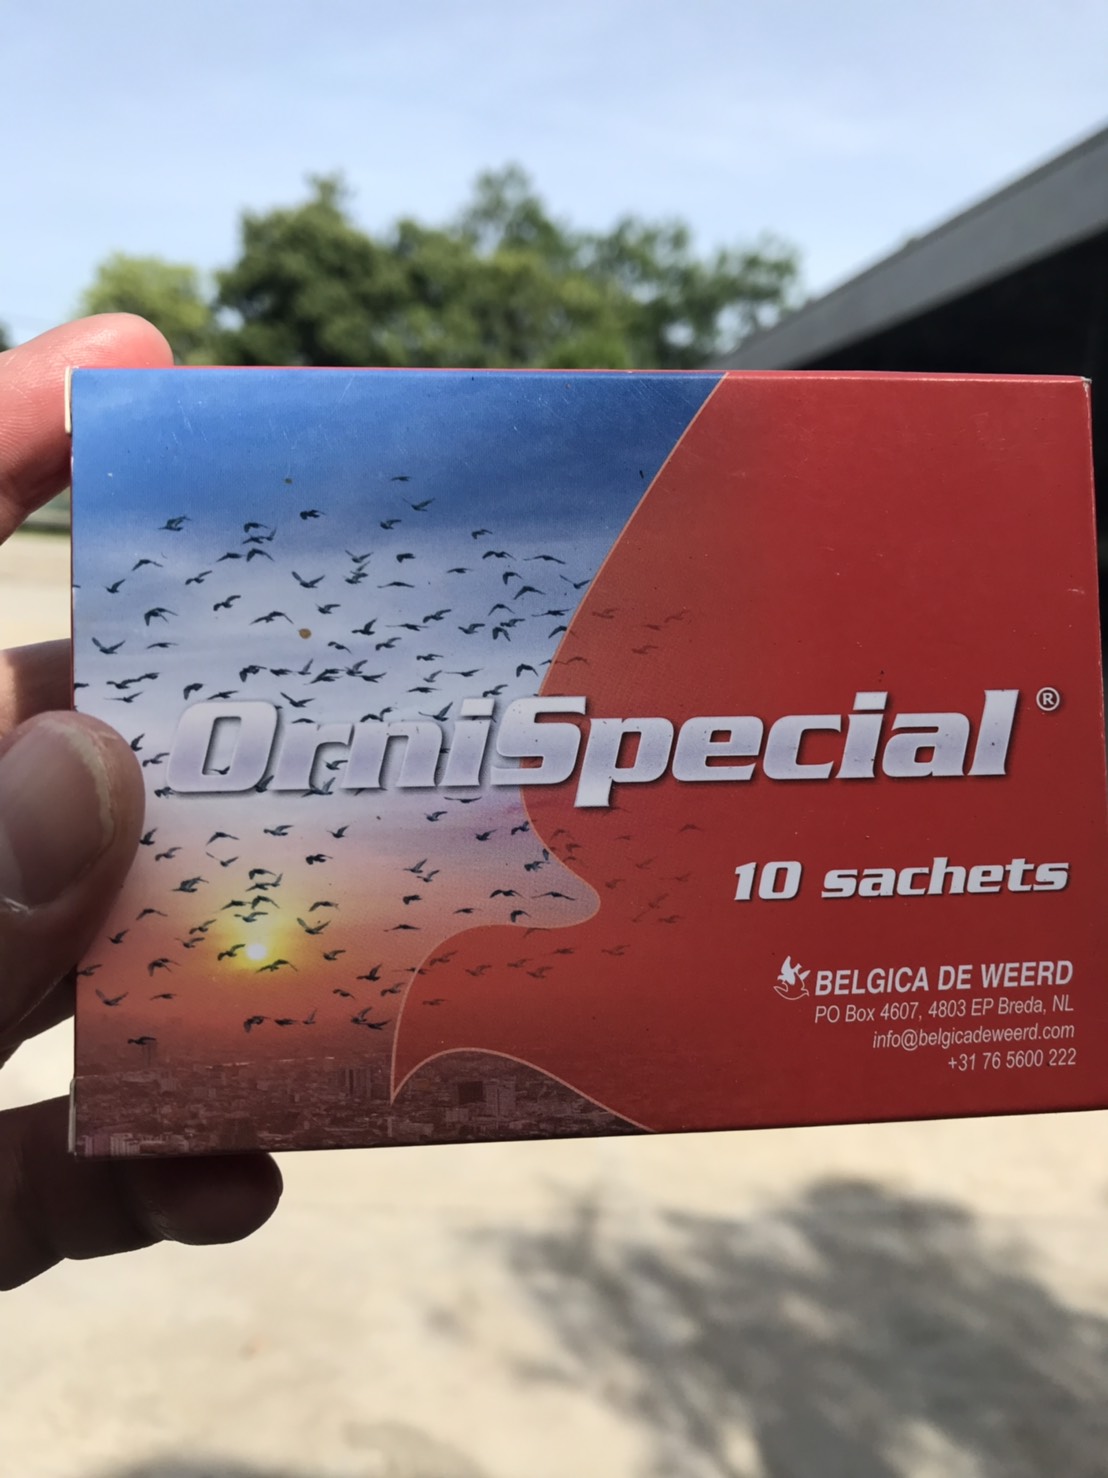 OrniSpecial®
10 sachets
BELGICA DE WEERD
PO Box 4607, 4803 EP Breda, NL
info@belgicadeweerd.com
+31 76 5600 222